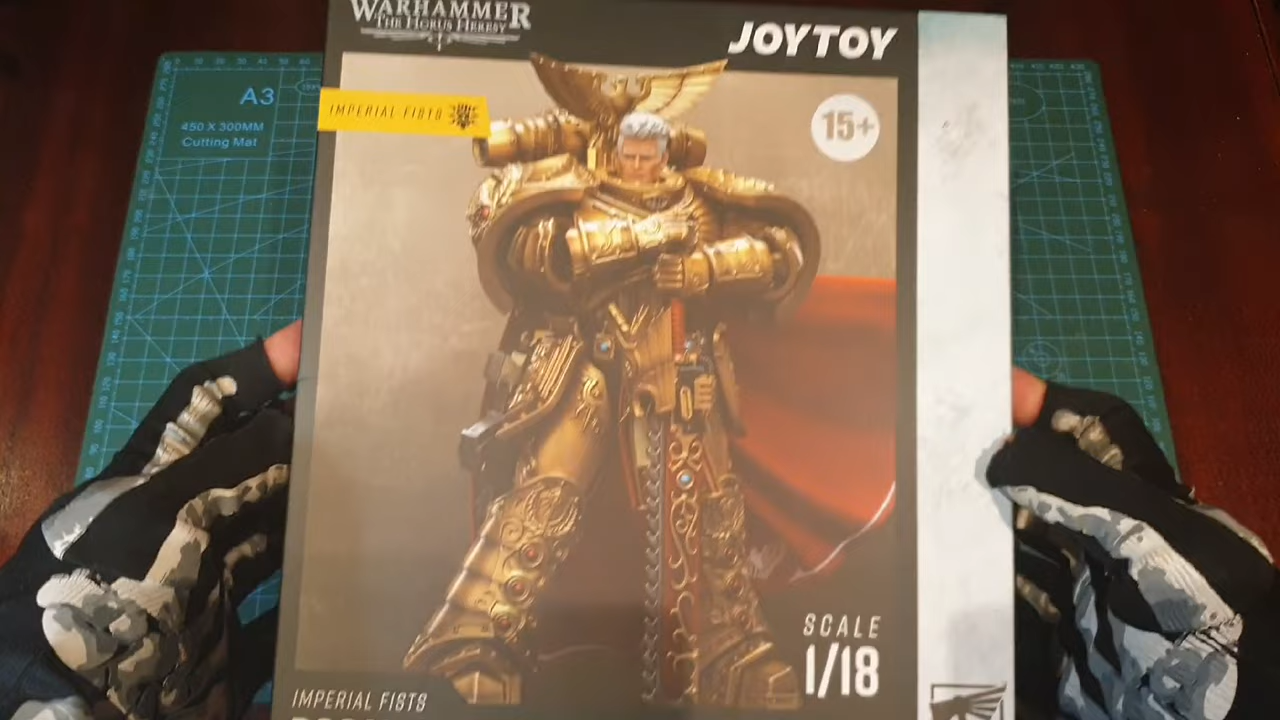 WARHAMMER
THE HORUS HERESY
JOYTOY
A3
450 X 300MM
Cutting Mat
IMPERIAL FISTS
15+
SCALE
1/18
IMPERIAL FISTS